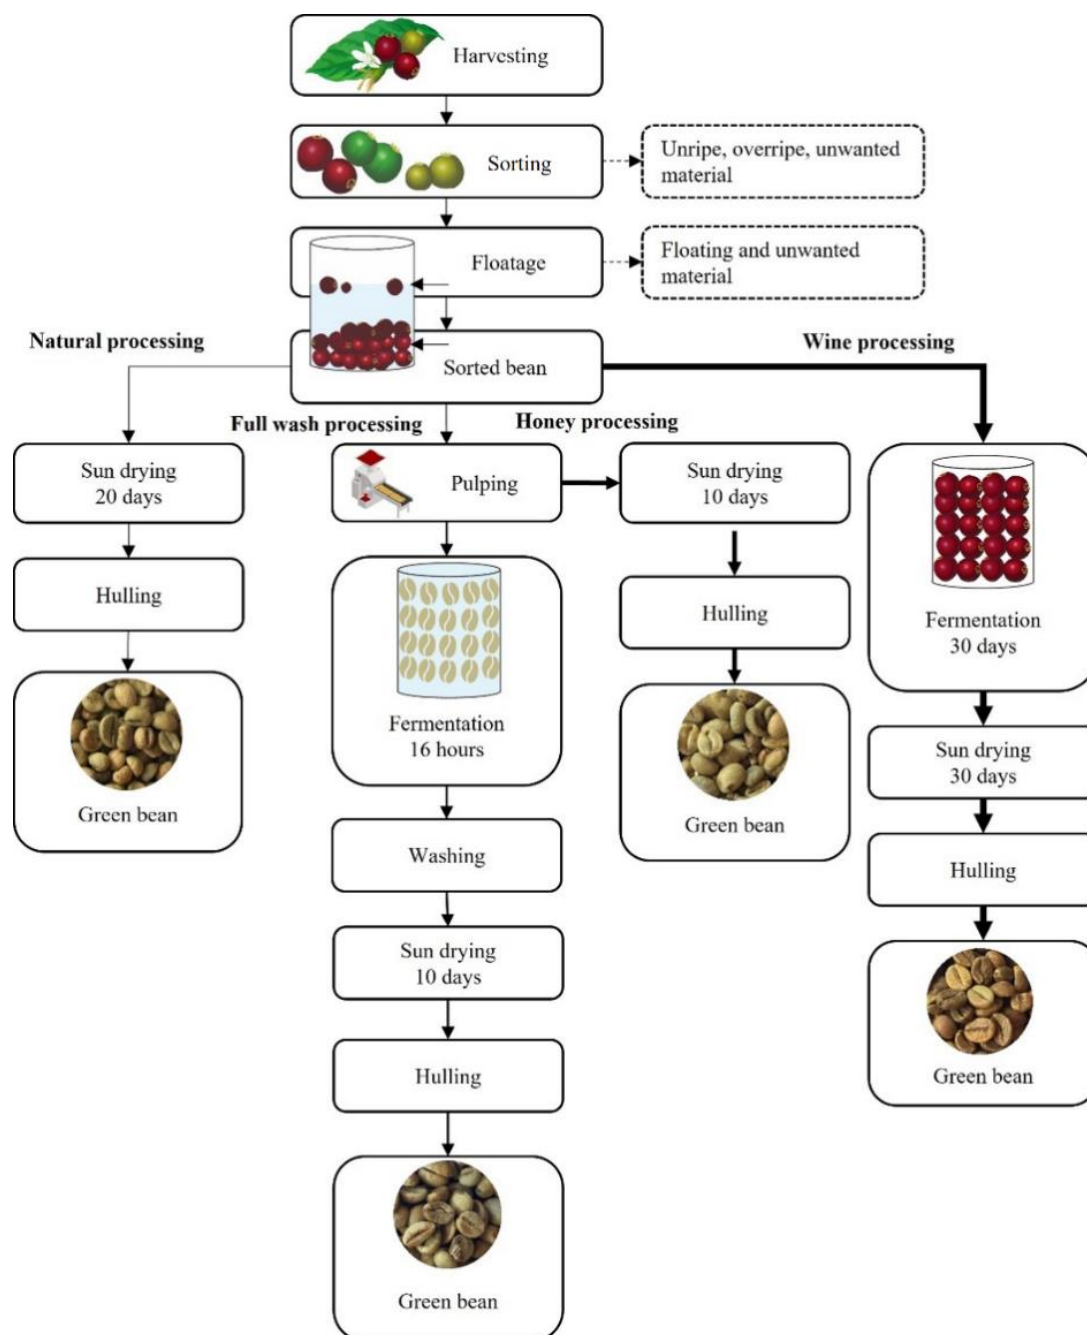 Harvesting
Sorting
Unripe, overripe, unwanted
material
Floatage
Floating and unwanted
material
Natural processing
Wine processing
Sorted bean
Full wash processing
Honey processing
Sun drying
20 days
Hulling
Green bean
Pulping
Fermentation
16 hours
Washing
Sun drying
10 days
Hulling
Green bean
Sun drying
10 days
Hulling
Green bean
Fermentation
30 days
Sun drying
30 days
Hulling
Green bean